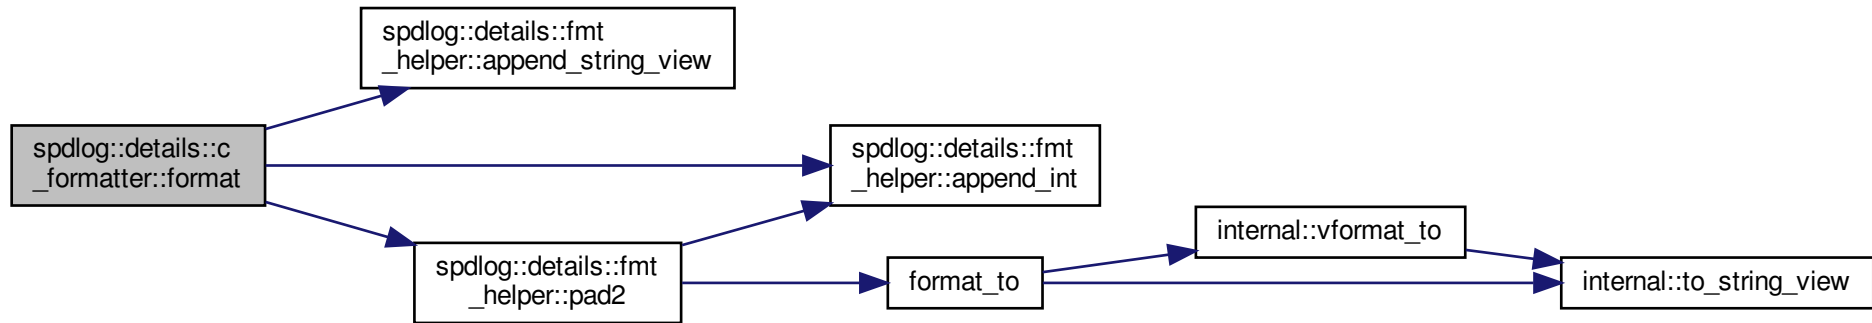 spdlog::details::fmt
_helper::append_string_view
spdlog::details::c
_formatter::format
spdlog::details::fmt
_helper::append_int
spdlog::details::fmt
_helper::pad2
format_to
internal::vformat_to
internal::to_string_view